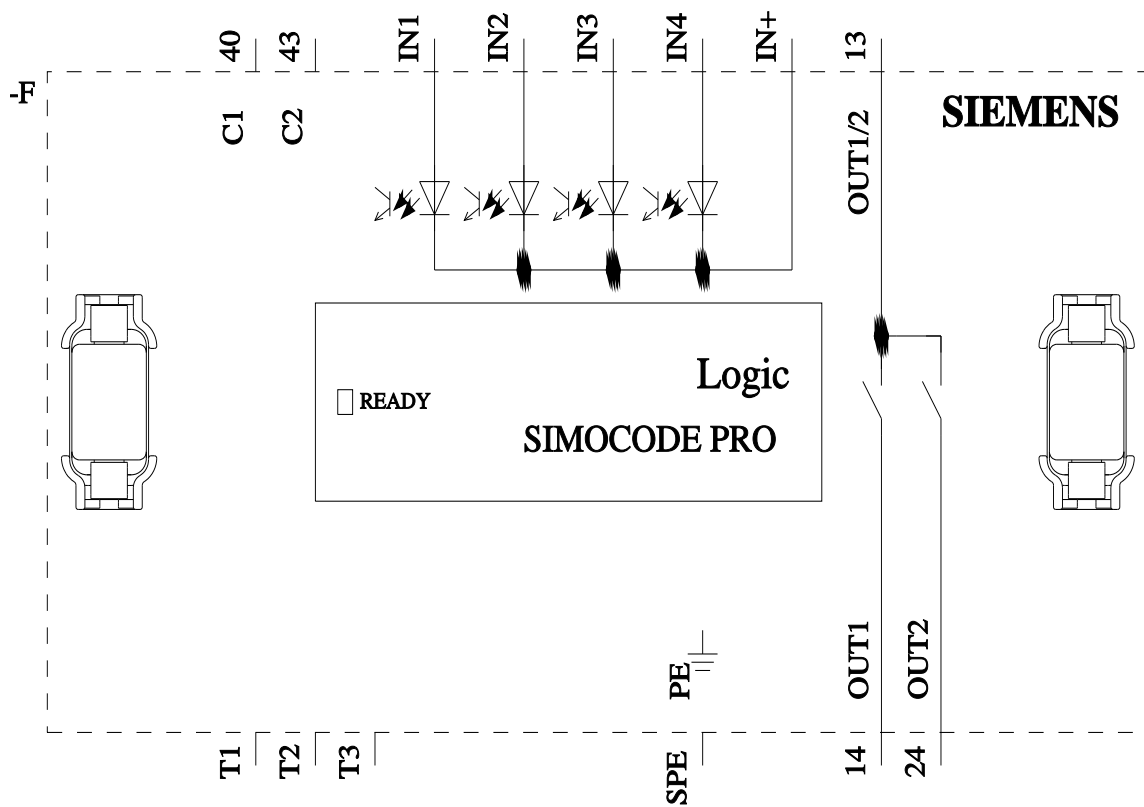 40
43
IN1
IN2
IN3
IN4
IN+
13
-F
C1
C2
OUT1/2
SIEMENS
Logic
READY
SIMOCODE PRO
PE
OUT1
OUT2
T1
T2
T3
SPE
14
24